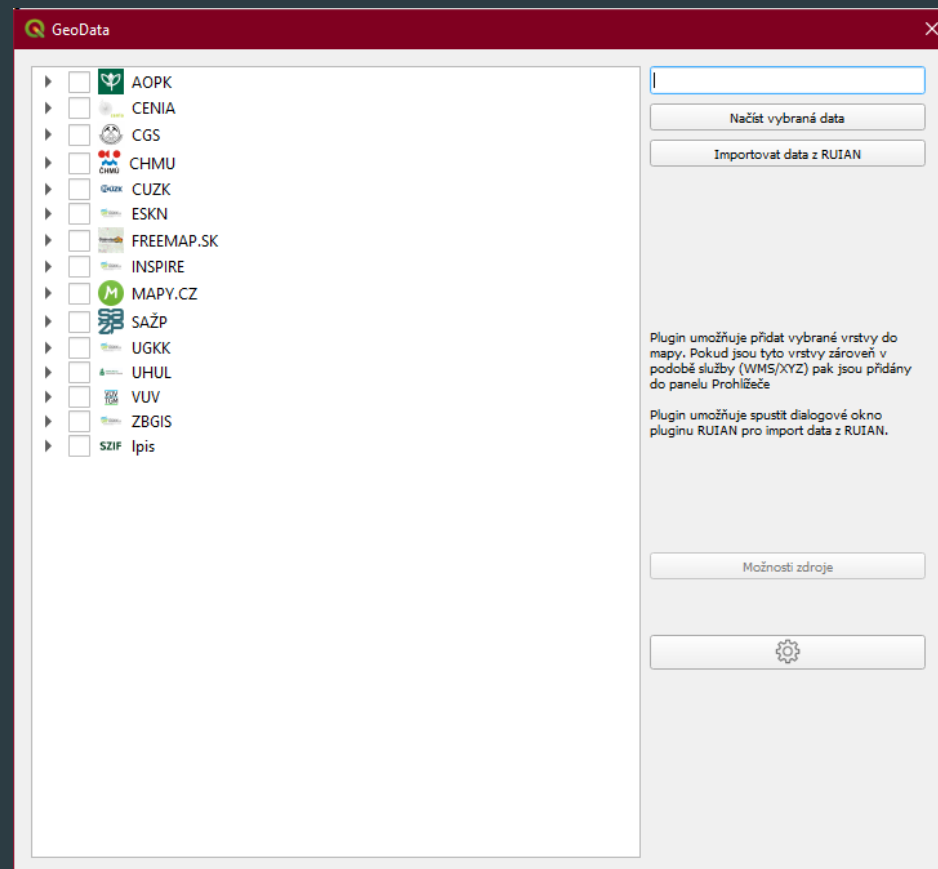 GeoData
AOPK
CENIA
CGS
ČHMÚ CHMU
CUZK
ESKN
FREEMAP.SK
INSPIRE
MAPY.CZ
SAŽP
UGKK
UHUL
VUV
ZBGIS
SZIF lpis
Načíst vybraná data
Importovat data z RUIAN
Plugin umožňuje přidat vybrané vrstvy do
mapy. Pokud jsou tyto vrstvy zároveň v
podobě služby (WMS/XYZ) pak jsou přidány
do panelu Prohlížeče
Plugin umožňuje spustit dialogové okno
pluginu RUIAN pro import data z RUIAN.
Možnosti zdroje